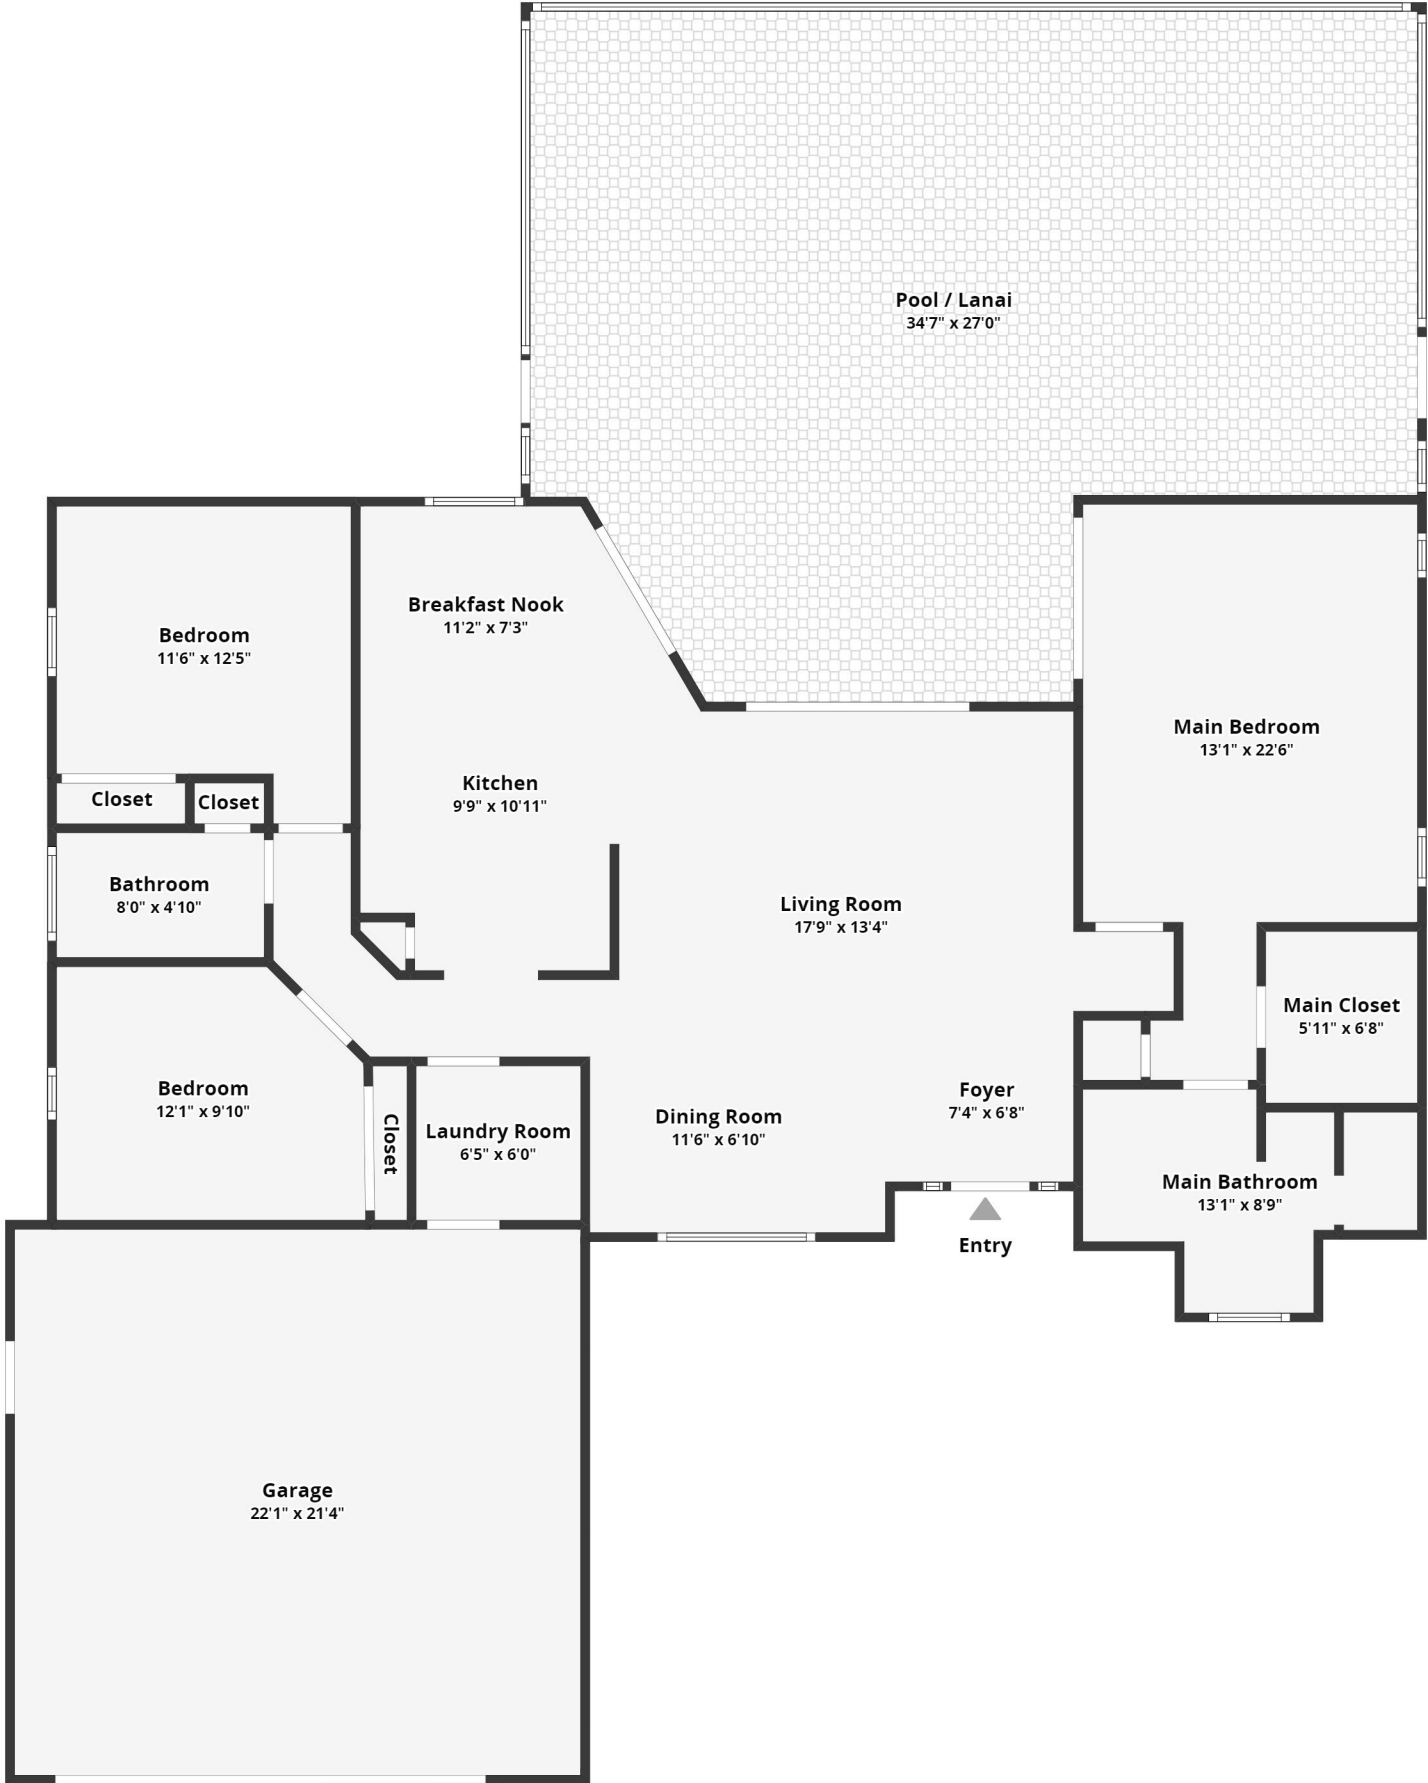 Pool / Lanai
34'7" x 27'0"
Breakfast Nook
11'2" x 7'3"
Bedroom
11'6" x 12'5"
Main Bedroom
13'1" x 22'6"
Kitchen
9'9" x 10'11"
Closet
Closet
Bathroom
8'0" x 4'10"
Living Room
17'9" x 13'4"
Main Closet
5'11" x 6'8"
Bedroom
12'1" x 9'10"
Closet
Laundry Room
6'5" x 6'0"
Dining Room
11'6" x 6'10"
Foyer
7'4" x 6'8"
Main Bathroom
13'1" x 8'9"
Entry
Garage
22'1" x 21'4"